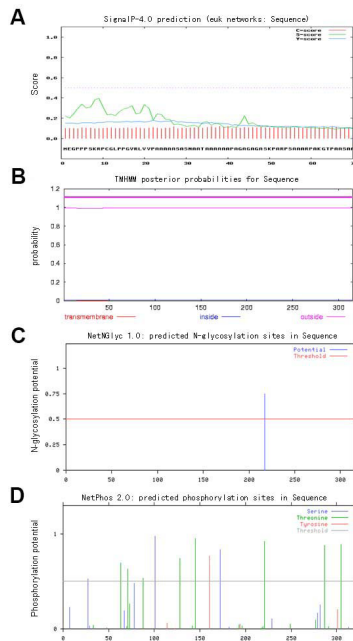 A
SignalP-4.0 prediction (euk networks: Sequence)
C-score
S-score
Y-score
Score
1.0
0.8
0.6
0.4
0.2
0.0
0 10 20 30 40 50 60 70
B
TMHMM posterior probabilities for Sequence
probability
1.2
1
0.8
0.6
0.4
0.2
0
50 100 150 200 250 300
transmembrane inside outside
C
NetNGlyc 1.0: predicted N-glycosylation sites in Sequence
Potential
Threshold
N-glycosylation potential
1
0.75
0.5
0.25
0
0 50 100 150 200 250 300
D
NetPhos 2.0: predicted phosphorylation sites in Sequence
Serine
Threonine
Tyrosine
Threshold
Phosphorylation potential
1
0
0 50 100 150 200 250 300